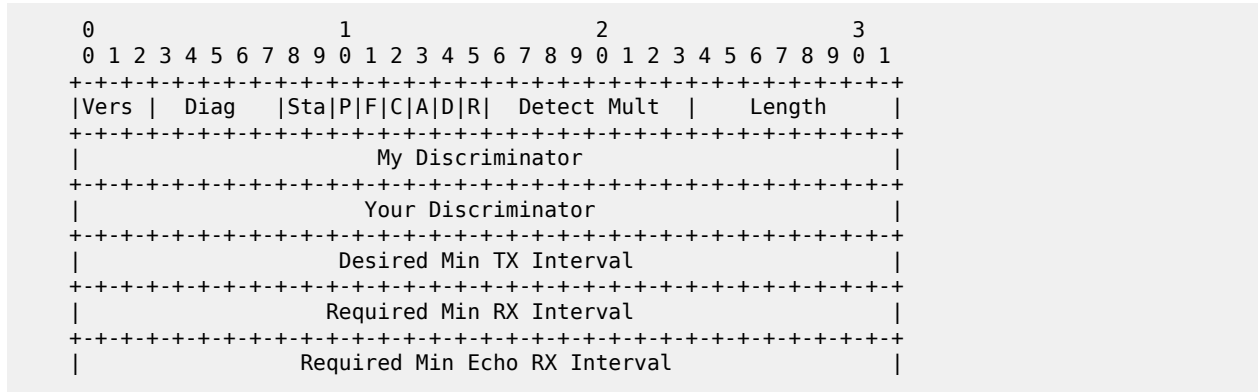 0                   1                   2                   3
 0 1 2 3 4 5 6 7 8 9 0 1 2 3 4 5 6 7 8 9 0 1 2 3 4 5 6 7 8 9 0 1
+-+-+-+-+-+-+-+-+-+-+-+-+-+-+-+-+-+-+-+-+-+-+-+-+-+-+-+-+-+-+-+-+
|Vers |  Diag   |Sta|P|F|C|A|D|R|  Detect Mult  |    Length     |
+-+-+-+-+-+-+-+-+-+-+-+-+-+-+-+-+-+-+-+-+-+-+-+-+-+-+-+-+-+-+-+-+
|                       My Discriminator                        |
+-+-+-+-+-+-+-+-+-+-+-+-+-+-+-+-+-+-+-+-+-+-+-+-+-+-+-+-+-+-+-+-+
|                      Your Discriminator                       |
+-+-+-+-+-+-+-+-+-+-+-+-+-+-+-+-+-+-+-+-+-+-+-+-+-+-+-+-+-+-+-+-+
|                    Desired Min TX Interval                    |
+-+-+-+-+-+-+-+-+-+-+-+-+-+-+-+-+-+-+-+-+-+-+-+-+-+-+-+-+-+-+-+-+
|                   Required Min RX Interval                    |
+-+-+-+-+-+-+-+-+-+-+-+-+-+-+-+-+-+-+-+-+-+-+-+-+-+-+-+-+-+-+-+-+
|                 Required Min Echo RX Interval                 |